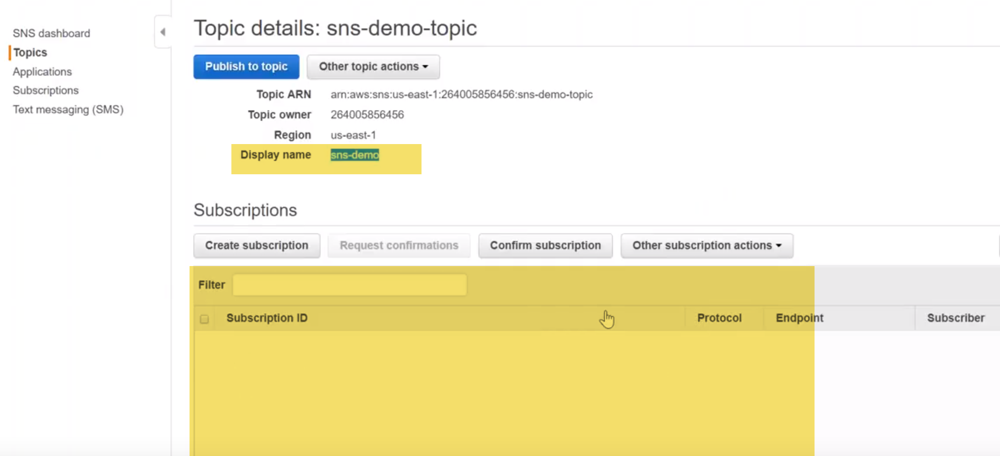 SNS dashboard
Topics
Applications
Subscriptions
Text messaging (SMS)
Topic details: sns-demo-topic
Publish to topic
Other topic actions
Topic ARN arn:aws:sns:us-east-1:264005856456:sns-demo-topic
Topic owner 264005856456
Region us-east-1
Display name sns-demo
Subscriptions
Create subscription
Request confirmations
Confirm subscription
Other subscription actions
Filter
Subscription ID Protocol Endpoint Subscriber